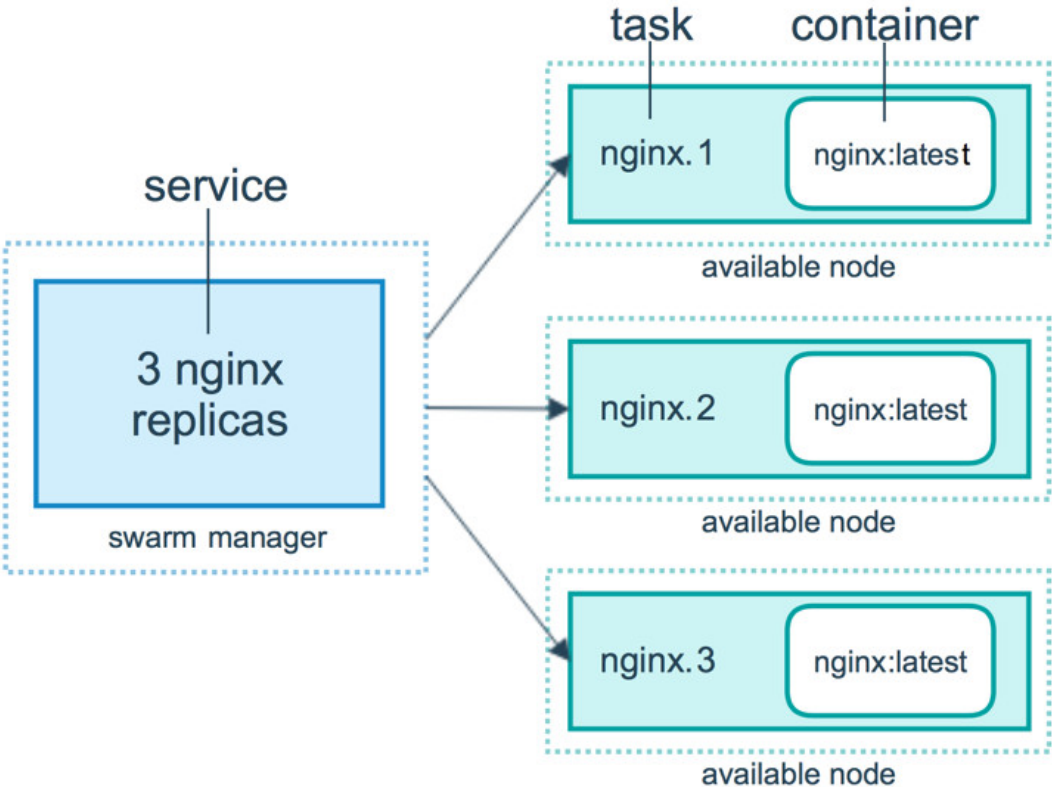 task
container
service
3 nginx
replicas
swarm manager
nginx.1
nginx:latest
available node
nginx.2
nginx:latest
available node
nginx.3
nginx:latest
available node